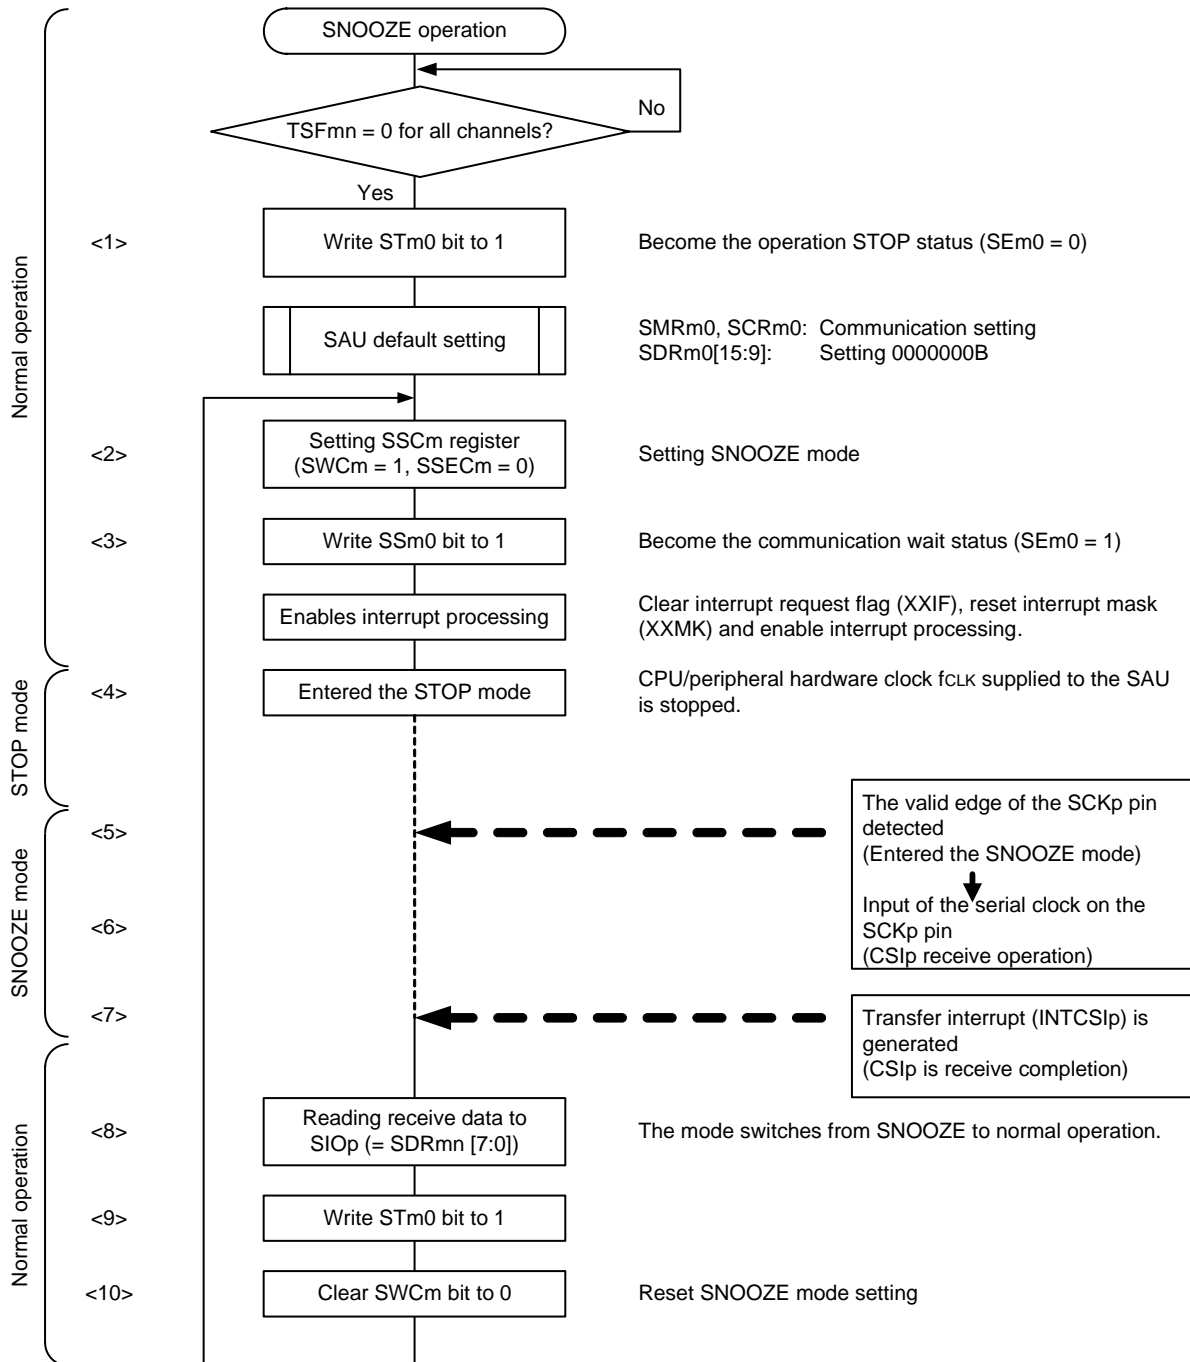 SNOOZE operation
No
TSFmn = 0 for all channels?
Yes
Normal operation
<1>
Write STm0 bit to 1
Become the operation STOP status (SEm0 = 0)
SAU default setting
SMRm0, SCRm0: Communication setting
SDRm0[15:9]: Setting 0000000B
<2>
Setting SSCm register
(SWCm = 1, SSECm = 0)
Setting SNOOZE mode
<3>
Write SSm0 bit to 1
Become the communication wait status (SEm0 = 1)
Enables interrupt processing
Clear interrupt request flag (XXIF), reset interrupt mask
(XXMK) and enable interrupt processing.
STOP mode
<4>
Entered the STOP mode
CPU/peripheral hardware clock fCLK supplied to the SAU
is stopped.
SNOOZE mode
<5>
The valid edge of the SCKp pin
detected
(Entered the SNOOZE mode)
<6>
Input of the serial clock on the
SCKp pin
(CSIp receive operation)
<7>
Transfer interrupt (INTCSIp) is
generated
(CSIp is receive completion)
Normal operation
<8>
Reading receive data to
SIOp (= SDRmn [7:0])
The mode switches from SNOOZE to normal operation.
<9>
Write STm0 bit to 1
<10>
Clear SWCm bit to 0
Reset SNOOZE mode setting